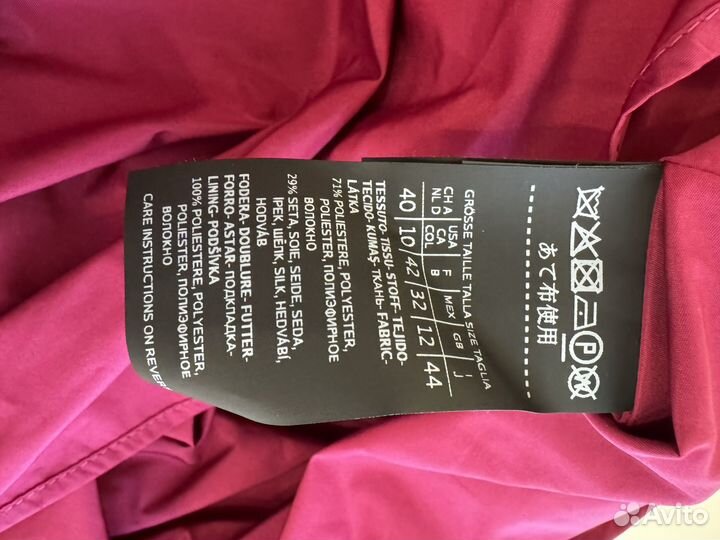 あて布使用
GRÖSSE TAILLE TALLA SIZE TAGLIA
CH A USA F MEX GB
NL D CA B
COL
40 10 42 32 12 44
TESSUTO- TISSU- STOFF- TEJIDO-
TECIDO- KUMAŞ- ТКАНЬ- FABRIC-
LÁTKA
71% POLIESTERE, POLYESTER,
POLIESTER, ПОЛИЭФИРНОЕ
ВОЛОКНО
29% SETA, SOIE, SEIDE, SEDA,
IPEK, ШЁЛК, SILK, HEDVÁBÍ,
HODVÁB
FODERA- DOUBLURE- FUTTER-
FORRO- ASTAR- ПОДКЛАДКА-
LINING- PODŠÍVKA
100% POLIESTERE, POLYESTER,
POLIESTER, ПОЛИЭФИРНОЕ
ВОЛОКНО
CARE INSTRUCTIONS ON REVER
Avito